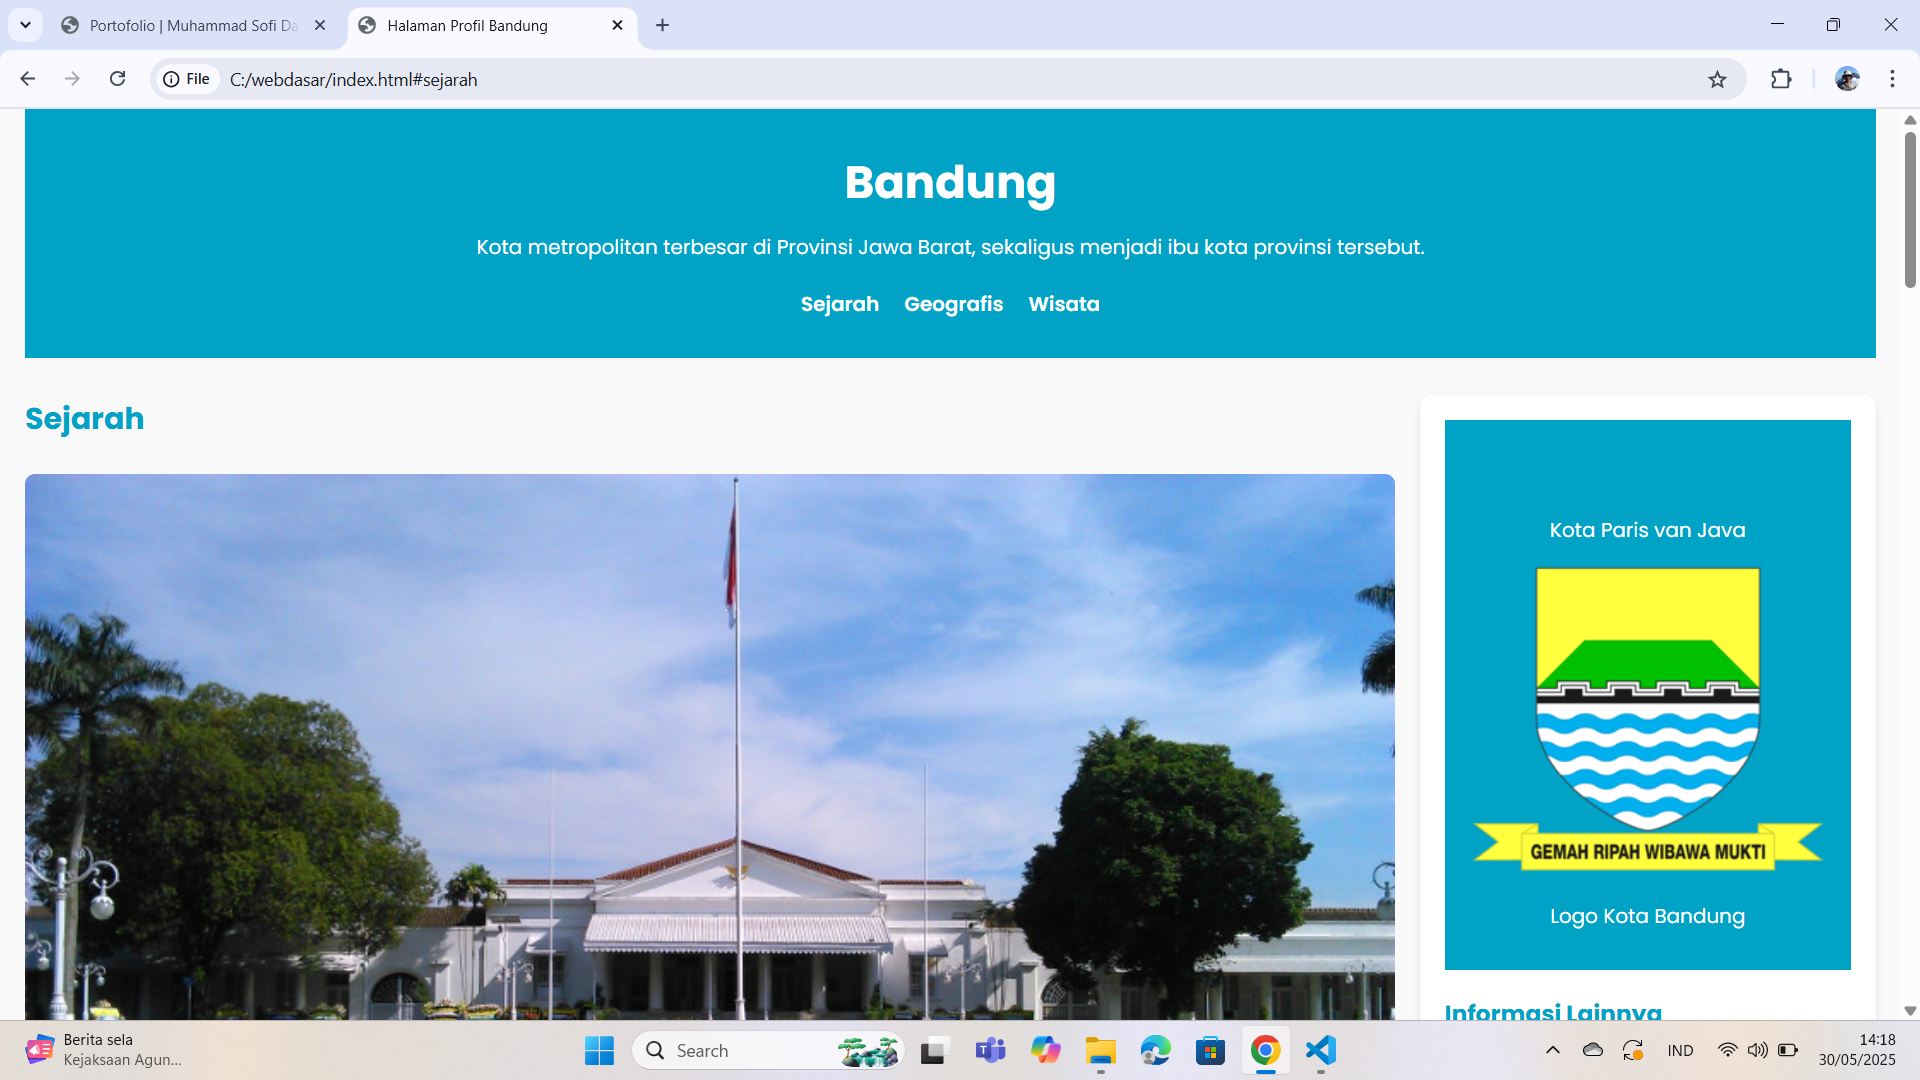 Portofolio | Muhammad Sofi Da
Halaman Profil Bandung
File
C:/webdasar/index.html#sejarah
Bandung
Kota metropolitan terbesar di Provinsi Jawa Barat, sekaligus menjadi ibu kota provinsi tersebut.
Sejarah Geografis Wisata
Sejarah
Kota Paris van Java
GEMAH RIPAH WIBAWA MUKTI
Logo Kota Bandung
Informasi Lainnya
Berita sela
Kejaksaan Agun...
Search
IND
14:18
30/05/2025